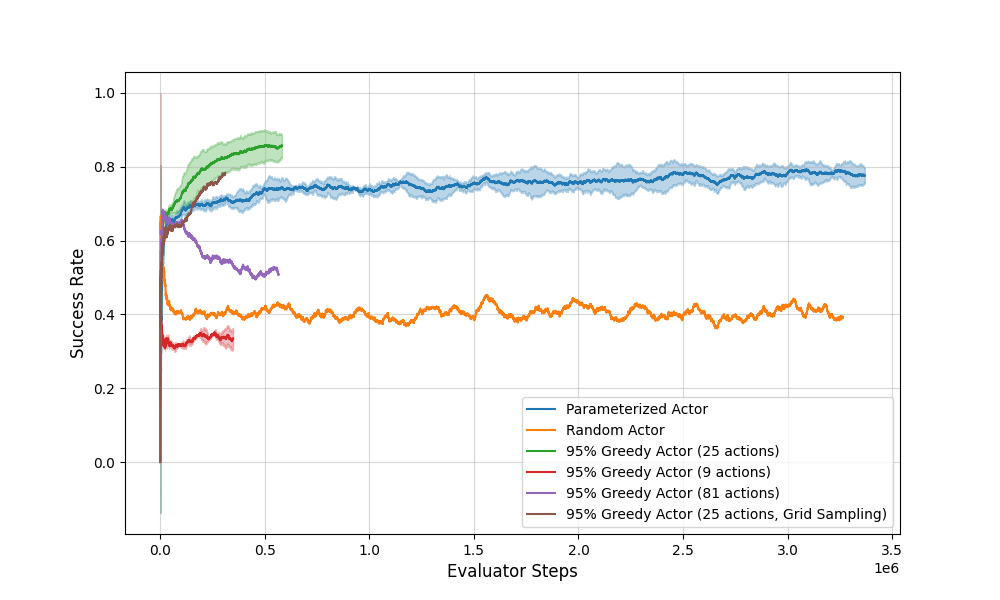 1.0
0.8
0.6
0.4
0.2
0.0
Success Rate
Parameterized Actor
Random Actor
95% Greedy Actor (25 actions)
95% Greedy Actor (9 actions)
95% Greedy Actor (81 actions)
95% Greedy Actor (25 actions, Grid Sampling)
0.0 0.5 1.0 1.5 2.0 2.5 3.0 3.5
1e6
Evaluator Steps